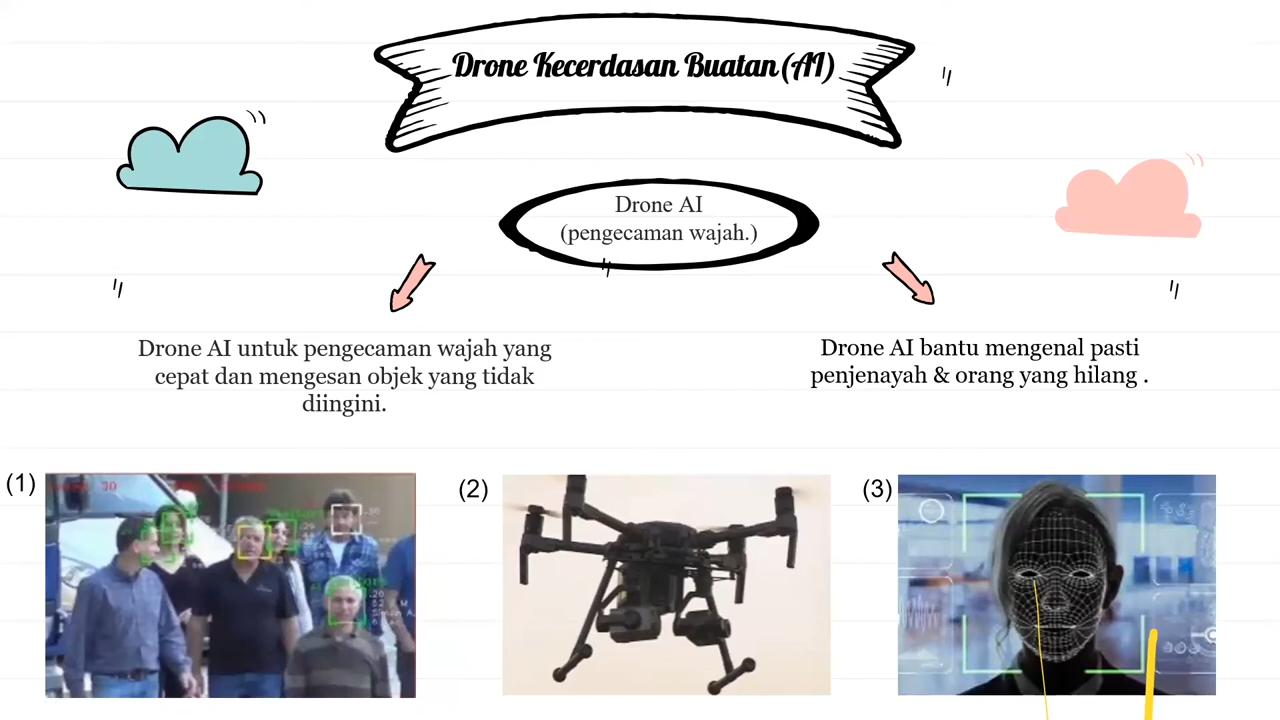 Drone Kecerdasan Buatan(AI)
Drone AI
(pengecaman wajah.)
Drone AI untuk pengecaman wajah yang
cepat dan mengesan objek yang tidak
diingini.
Drone AI bantu mengenal pasti
penjenayah & orang yang hilang .
(1)
(2)
(3)